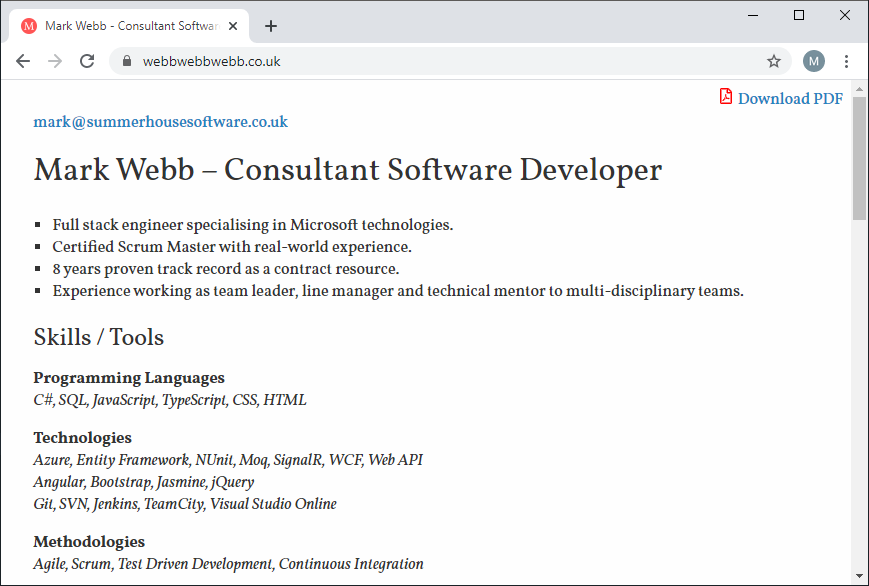 M Mark Webb - Consultant Softwar
webbwebbwebb.co.uk M
Download PDF
mark@summerhousesoftware.co.uk
Mark Webb – Consultant Software Developer
▪ Full stack engineer specialising in Microsoft technologies.
▪ Certified Scrum Master with real-world experience.
▪ 8 years proven track record as a contract resource.
▪ Experience working as team leader, line manager and technical mentor to multi-disciplinary teams.
Skills / Tools
Programming Languages
C#, SQL, JavaScript, TypeScript, CSS, HTML
Technologies
Azure, Entity Framework, NUnit, Moq, SignalR, WCF, Web API
Angular, Bootstrap, Jasmine, jQuery
Git, SVN, Jenkins, TeamCity, Visual Studio Online
Methodologies
Agile, Scrum, Test Driven Development, Continuous Integration